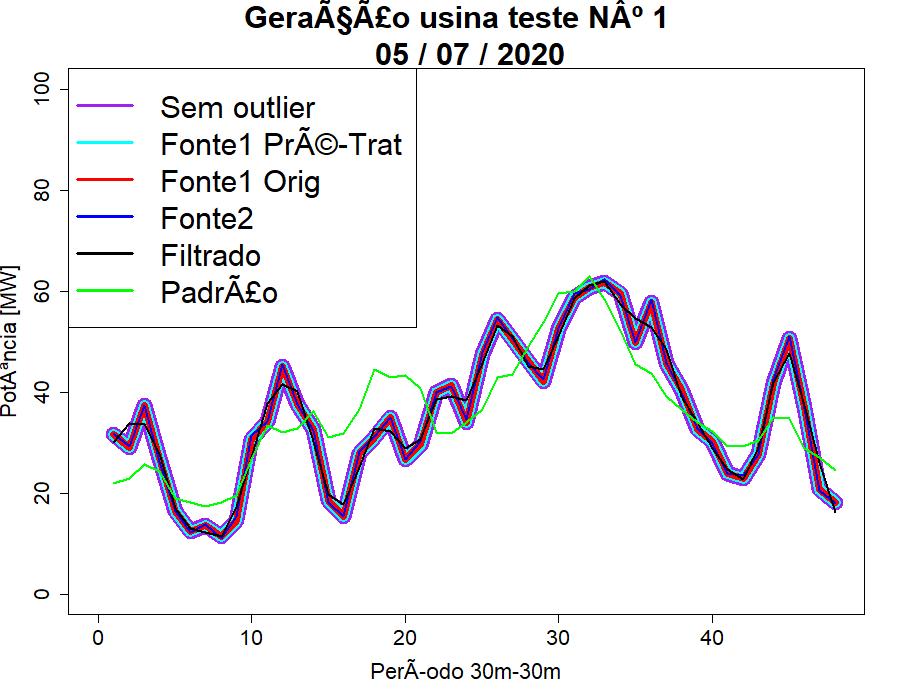 GeraÃ§Ã£o usina teste NÂº 1
05 / 07 / 2020
Sem outlier
Fonte1 PrÃ©-Trat
Fonte1 Orig
Fonte2
Filtrado
PadrÃ£o
PotÃªncia [MW]
100
80
60
40
20
0
0 10 20 30 40
PerÃ-odo 30m-30m